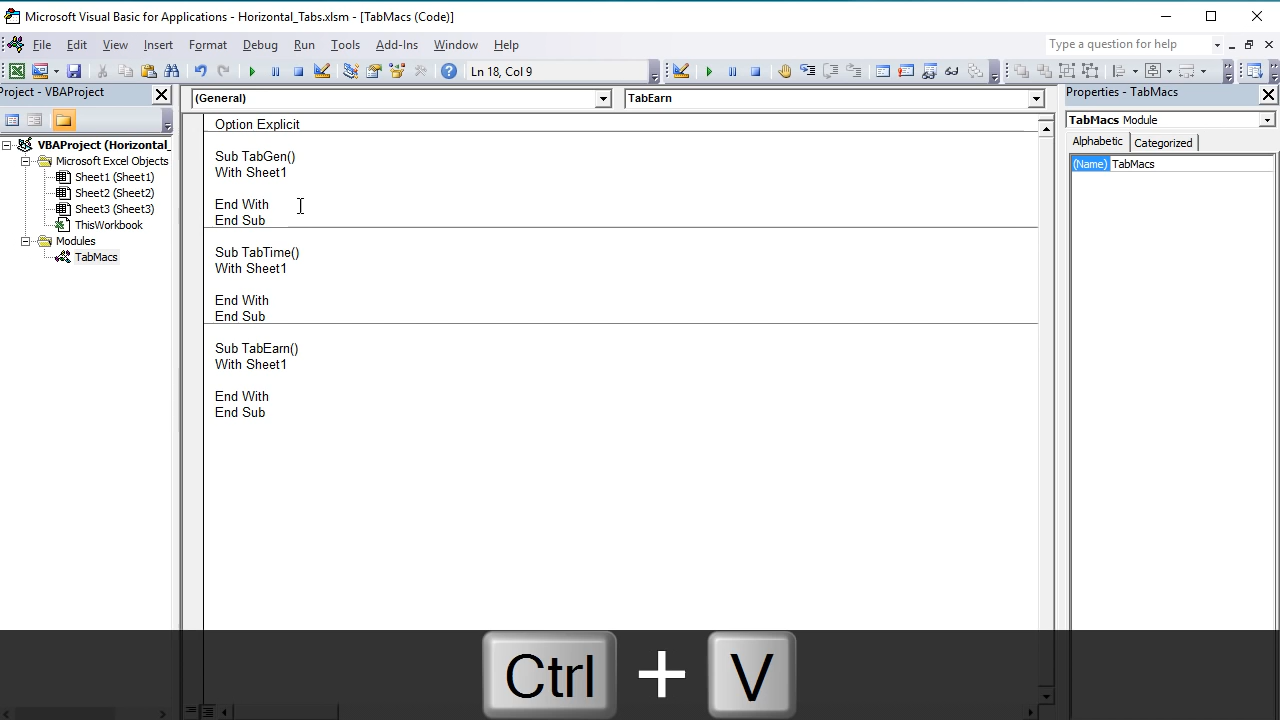 Microsoft Visual Basic for Applications - Horizontal_Tabs.xlsm - [TabMacs (Code)]
File Edit View Insert Format Debug Run Tools Add-Ins Window Help
Type a question for help
Ln 18, Col 9
Project - VBAProject
(General)
TabEarn
Properties - TabMacs
TabMacs Module
Alphabetic Categorized
(Name) TabMacs
VBAProject (Horizontal_
Microsoft Excel Objects
Sheet1 (Sheet1)
Sheet2 (Sheet2)
Sheet3 (Sheet3)
ThisWorkbook
Modules
TabMacs
Option Explicit
Sub TabGen()
With Sheet1
End With
End Sub
Sub TabTime()
With Sheet1
End With
End Sub
Sub TabEarn()
With Sheet1
End With
End Sub
Ctrl + V